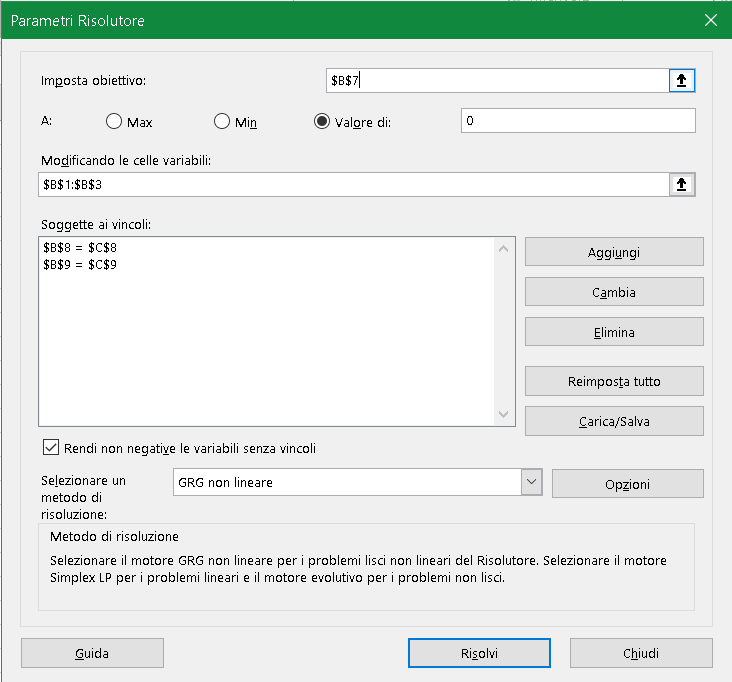 Parametri Risolutore
Imposta obiettivo:
$B$7
A:
Max
Min
Valore di:
0
Modificando le celle variabili:
$B$1:$B$3
Soggette ai vincoli:
$B$8 = $C$8
$B$9 = $C$9
Aggiungi
Cambia
Elimina
Reimposta tutto
Carica/Salva
Rendi non negative le variabili senza vincoli
Selezionare un
metodo di
risoluzione:
GRG non lineare
Opzioni
Metodo di risoluzione
Selezionare il motore GRG non lineare per i problemi lisci non lineari del Risolutore. Selezionare il motore
Simplex LP per i problemi lineari e il motore evolutivo per i problemi non lisci.
Guida
Risolvi
Chiudi